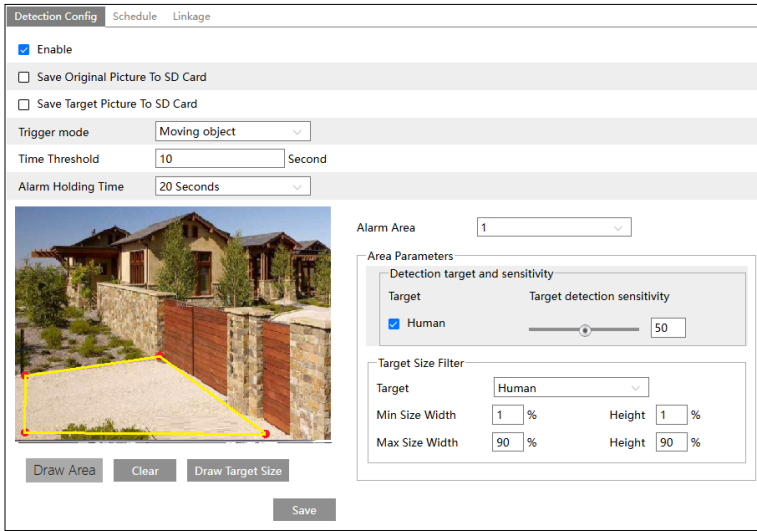 Detection Config Schedule Linkage
Enable
Save Original Picture To SD Card
Save Target Picture To SD Card
Trigger mode Moving object
Time Threshold 10 Second
Alarm Holding Time 20 Seconds
Alarm Area 1
Area Parameters
Detection target and sensitivity
Target Target detection sensitivity
Human 50
Target Size Filter
Target Human
Min Size Width 1 % Height 1 %
Max Size Width 90 % Height 90 %
Draw Area Clear Draw Target Size
Save